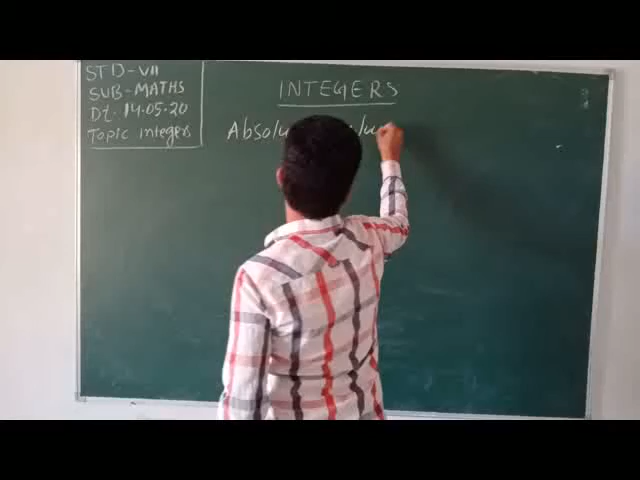 STD-VII
SUB-MATHS
Dt. 14.05.20
Topic integers
INTEGERS